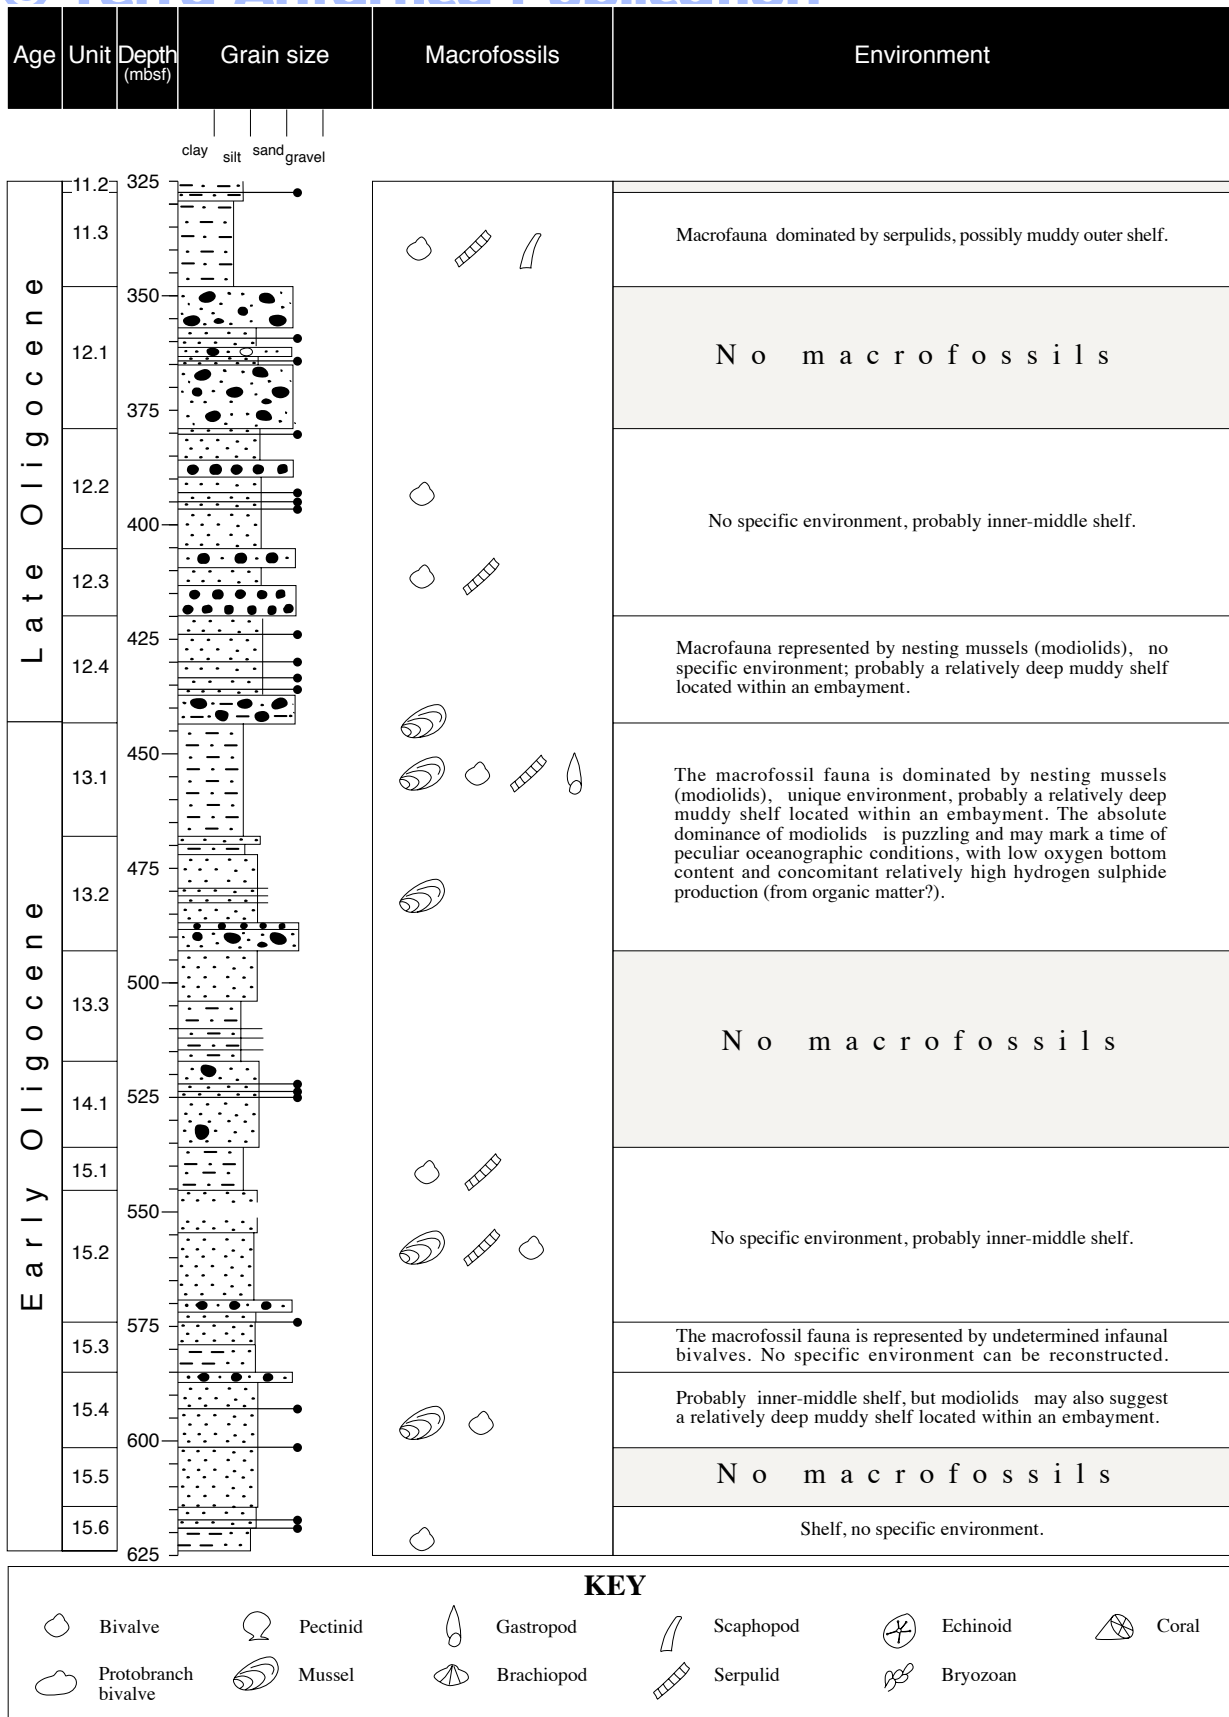 © Terra Antartica Publication
Age Unit Depth (mbsf) Grain size Macrofossils Environment
clay silt sand gravel
Late Oligocene
Early Oligocene
11.2
11.3
12.1
12.2
12.3
12.4
13.1
13.2
13.3
14.1
15.1
15.2
15.3
15.4
15.5
15.6
325
350
375
400
425
450
475
500
525
550
575
600
625
Macrofauna dominated by serpulids, possibly muddy outer shelf.
No macrofossils
No specific environment, probably inner-middle shelf.
Macrofauna represented by nesting mussels (modiolids), no
specific environment; probably a relatively deep muddy shelf
located within an embayment.
The macrofossil fauna is dominated by nesting mussels
(modiolids), unique environment, probably a relatively deep
muddy shelf located within an embayment. The absolute
dominance of modiolids is puzzling and may mark a time of
peculiar oceanographic conditions, with low oxygen bottom
content and concomitant relatively high hydrogen sulphide
production (from organic matter?).
No macrofossils
No specific environment, probably inner-middle shelf.
The macrofossil fauna is represented by undetermined infaunal
bivalves. No specific environment can be reconstructed.
Probably inner-middle shelf, but modiolids may also suggest
a relatively deep muddy shelf located within an embayment.
No macrofossils
Shelf, no specific environment.
KEY
Bivalve Pectinid Gastropod Scaphopod Echinoid Coral
Protobranch bivalve Mussel Brachiopod Serpulid Bryozoan